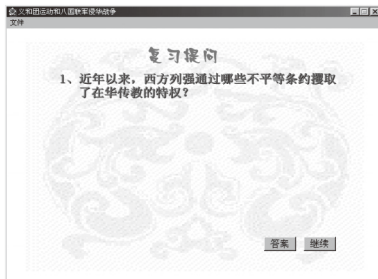 义和团运动和八国联军侵华战争
文件
复习提问
1、近年以来，西方列强通过哪些不平等条约攫取
了在华传教的特权？
答案 继续